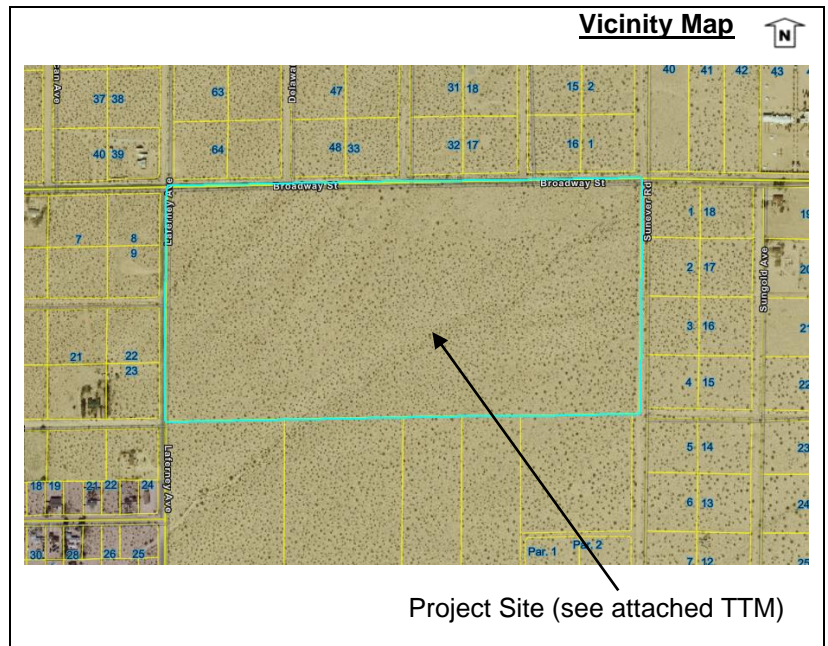 Vicinity Map
N
40 41 42 43
37 38
63
47
31 18
15 2
40 39
64
48 33
32 17
16 1
Laferney Ave
Broadway St
Broadway St
Sunever Rd
Sungold Ave
7
8
9
1 18
19
2 17
20
3 16
21
21
22
23
4 15
22
5 14
23
Laferney Ave
18 19 21 22 24
6 13
24
30 28 26 25
Par. 1 Par. 2
7 12
25
Project Site (see attached TTM)